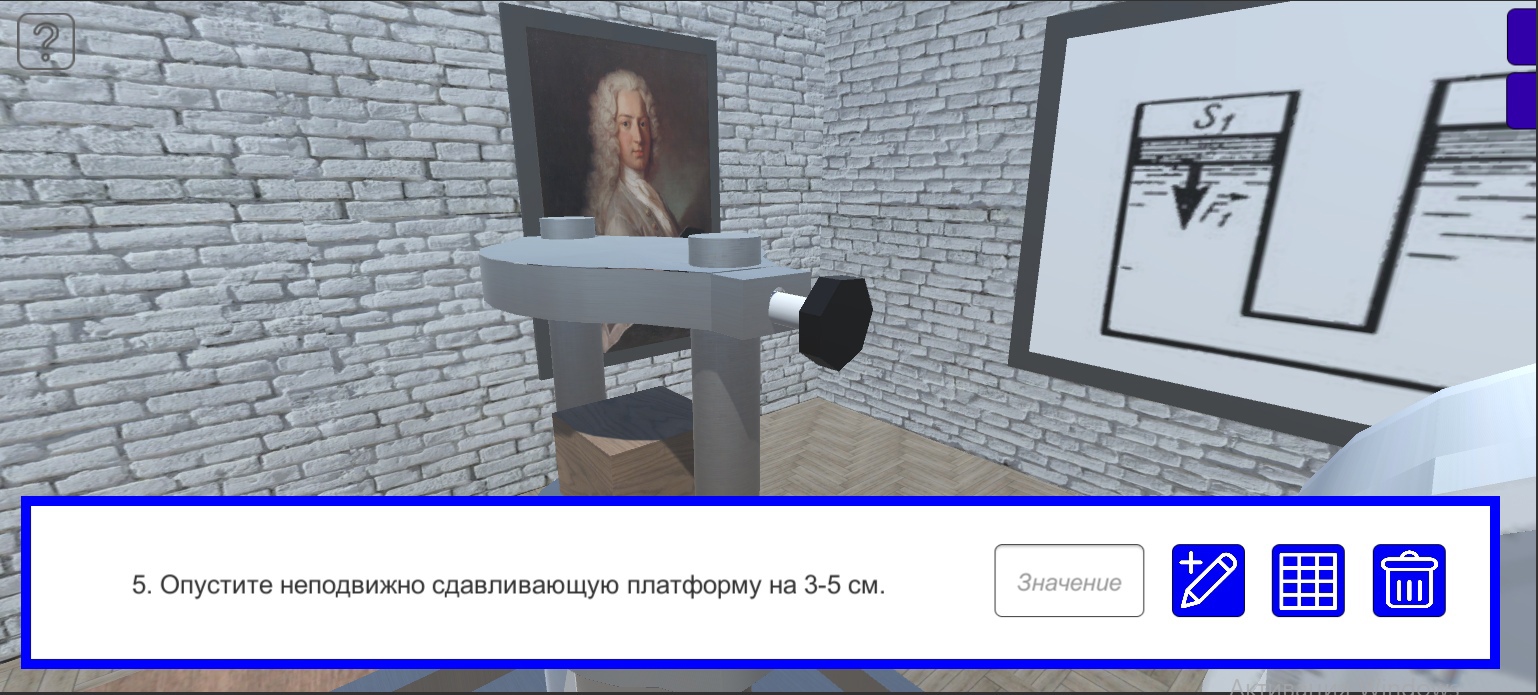 ?
S₁
F₁
5. Опустите неподвижно сдавливающую платформу на 3-5 см.
Значение